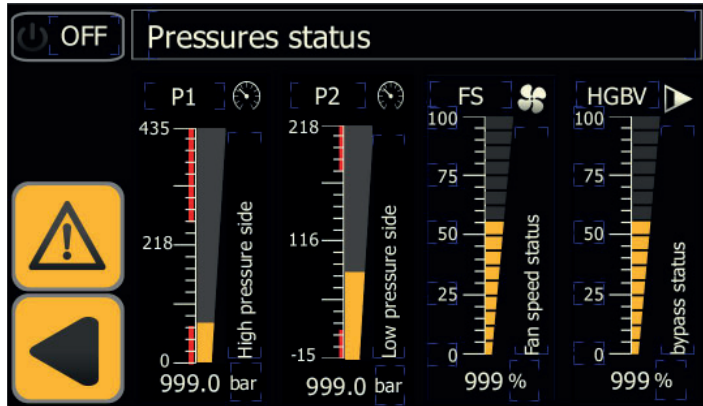 OFF
Pressures status
P1
435
218
0
High pressure side
999.0 bar
P2
218
116
-15
Low pressure side
999.0 bar
FS
100
75
50
25
0
Fan speed status
999 %
HGBV
100
75
50
25
0
bypass status
999 %